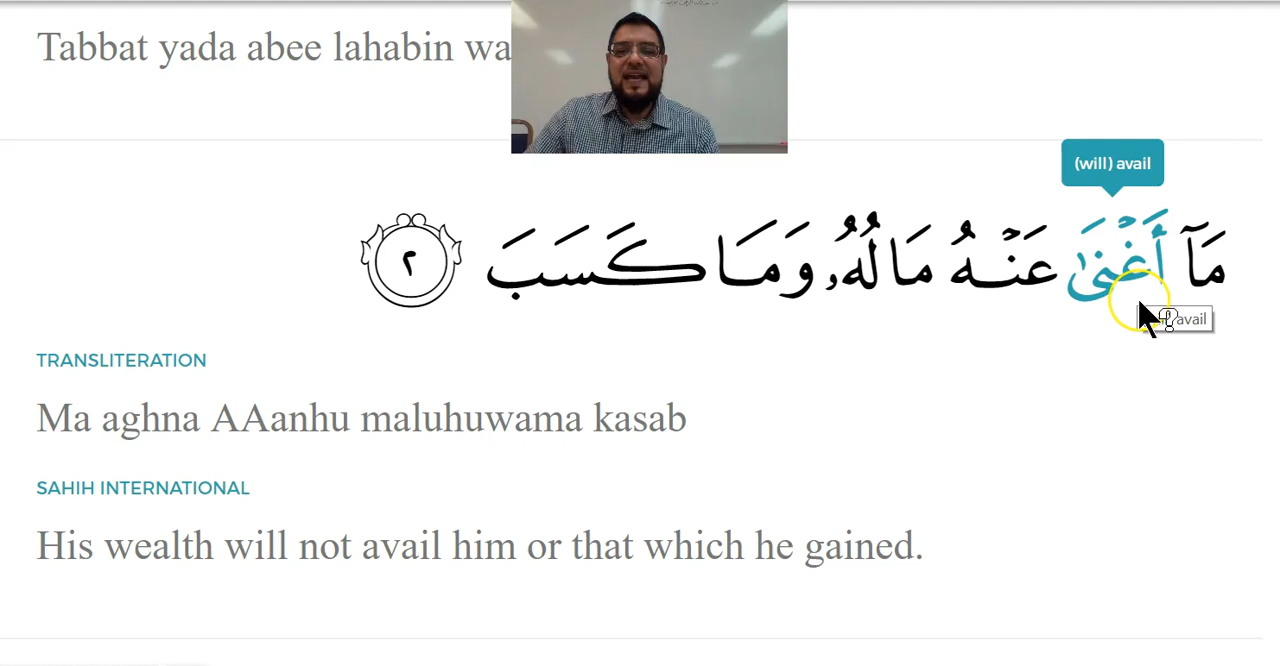 Tabbat yada abee lahabin wa
(will) avail
مَآ أَغْنَىٰ عَنْهُ مَالُهُۥ وَمَا كَسَبَ ٢
avail
TRANSLITERATION
Ma aghna AAanhu maluhuwama kasab
SAHIH INTERNATIONAL
His wealth will not avail him or that which he gained.